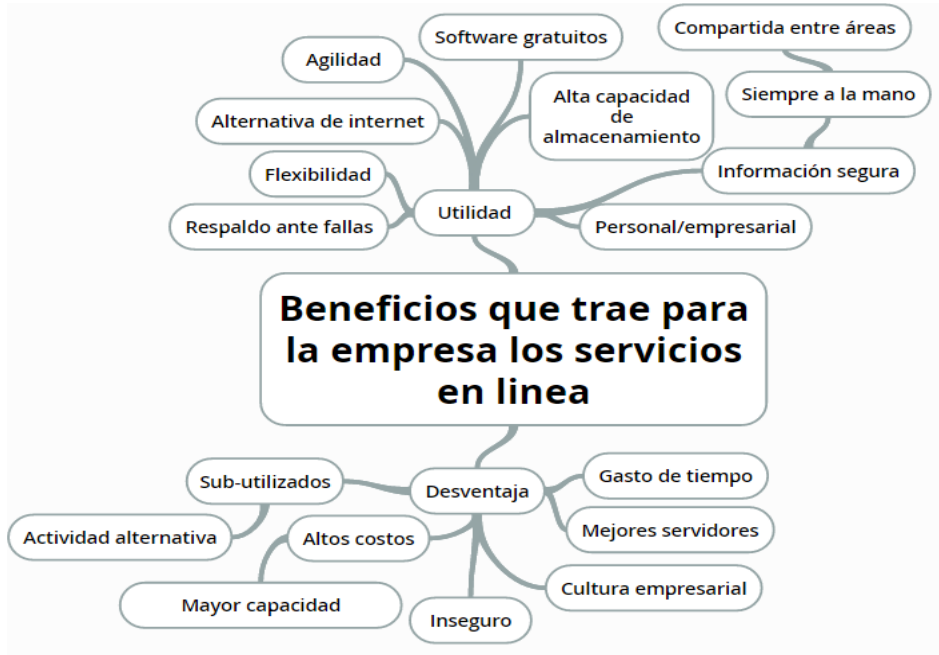 Software gratuitos
Compartida entre áreas
Agilidad
Siempre a la mano
Alta capacidad
de
almacenamiento
Alternativa de internet
Información segura
Flexibilidad
Utilidad
Respaldo ante fallas
Personal/empresarial
Beneficios que trae para
la empresa los servicios
en linea
Sub-utilizados
Desventaja
Gasto de tiempo
Actividad alternativa
Altos costos
Mejores servidores
Cultura empresarial
Mayor capacidad
Inseguro